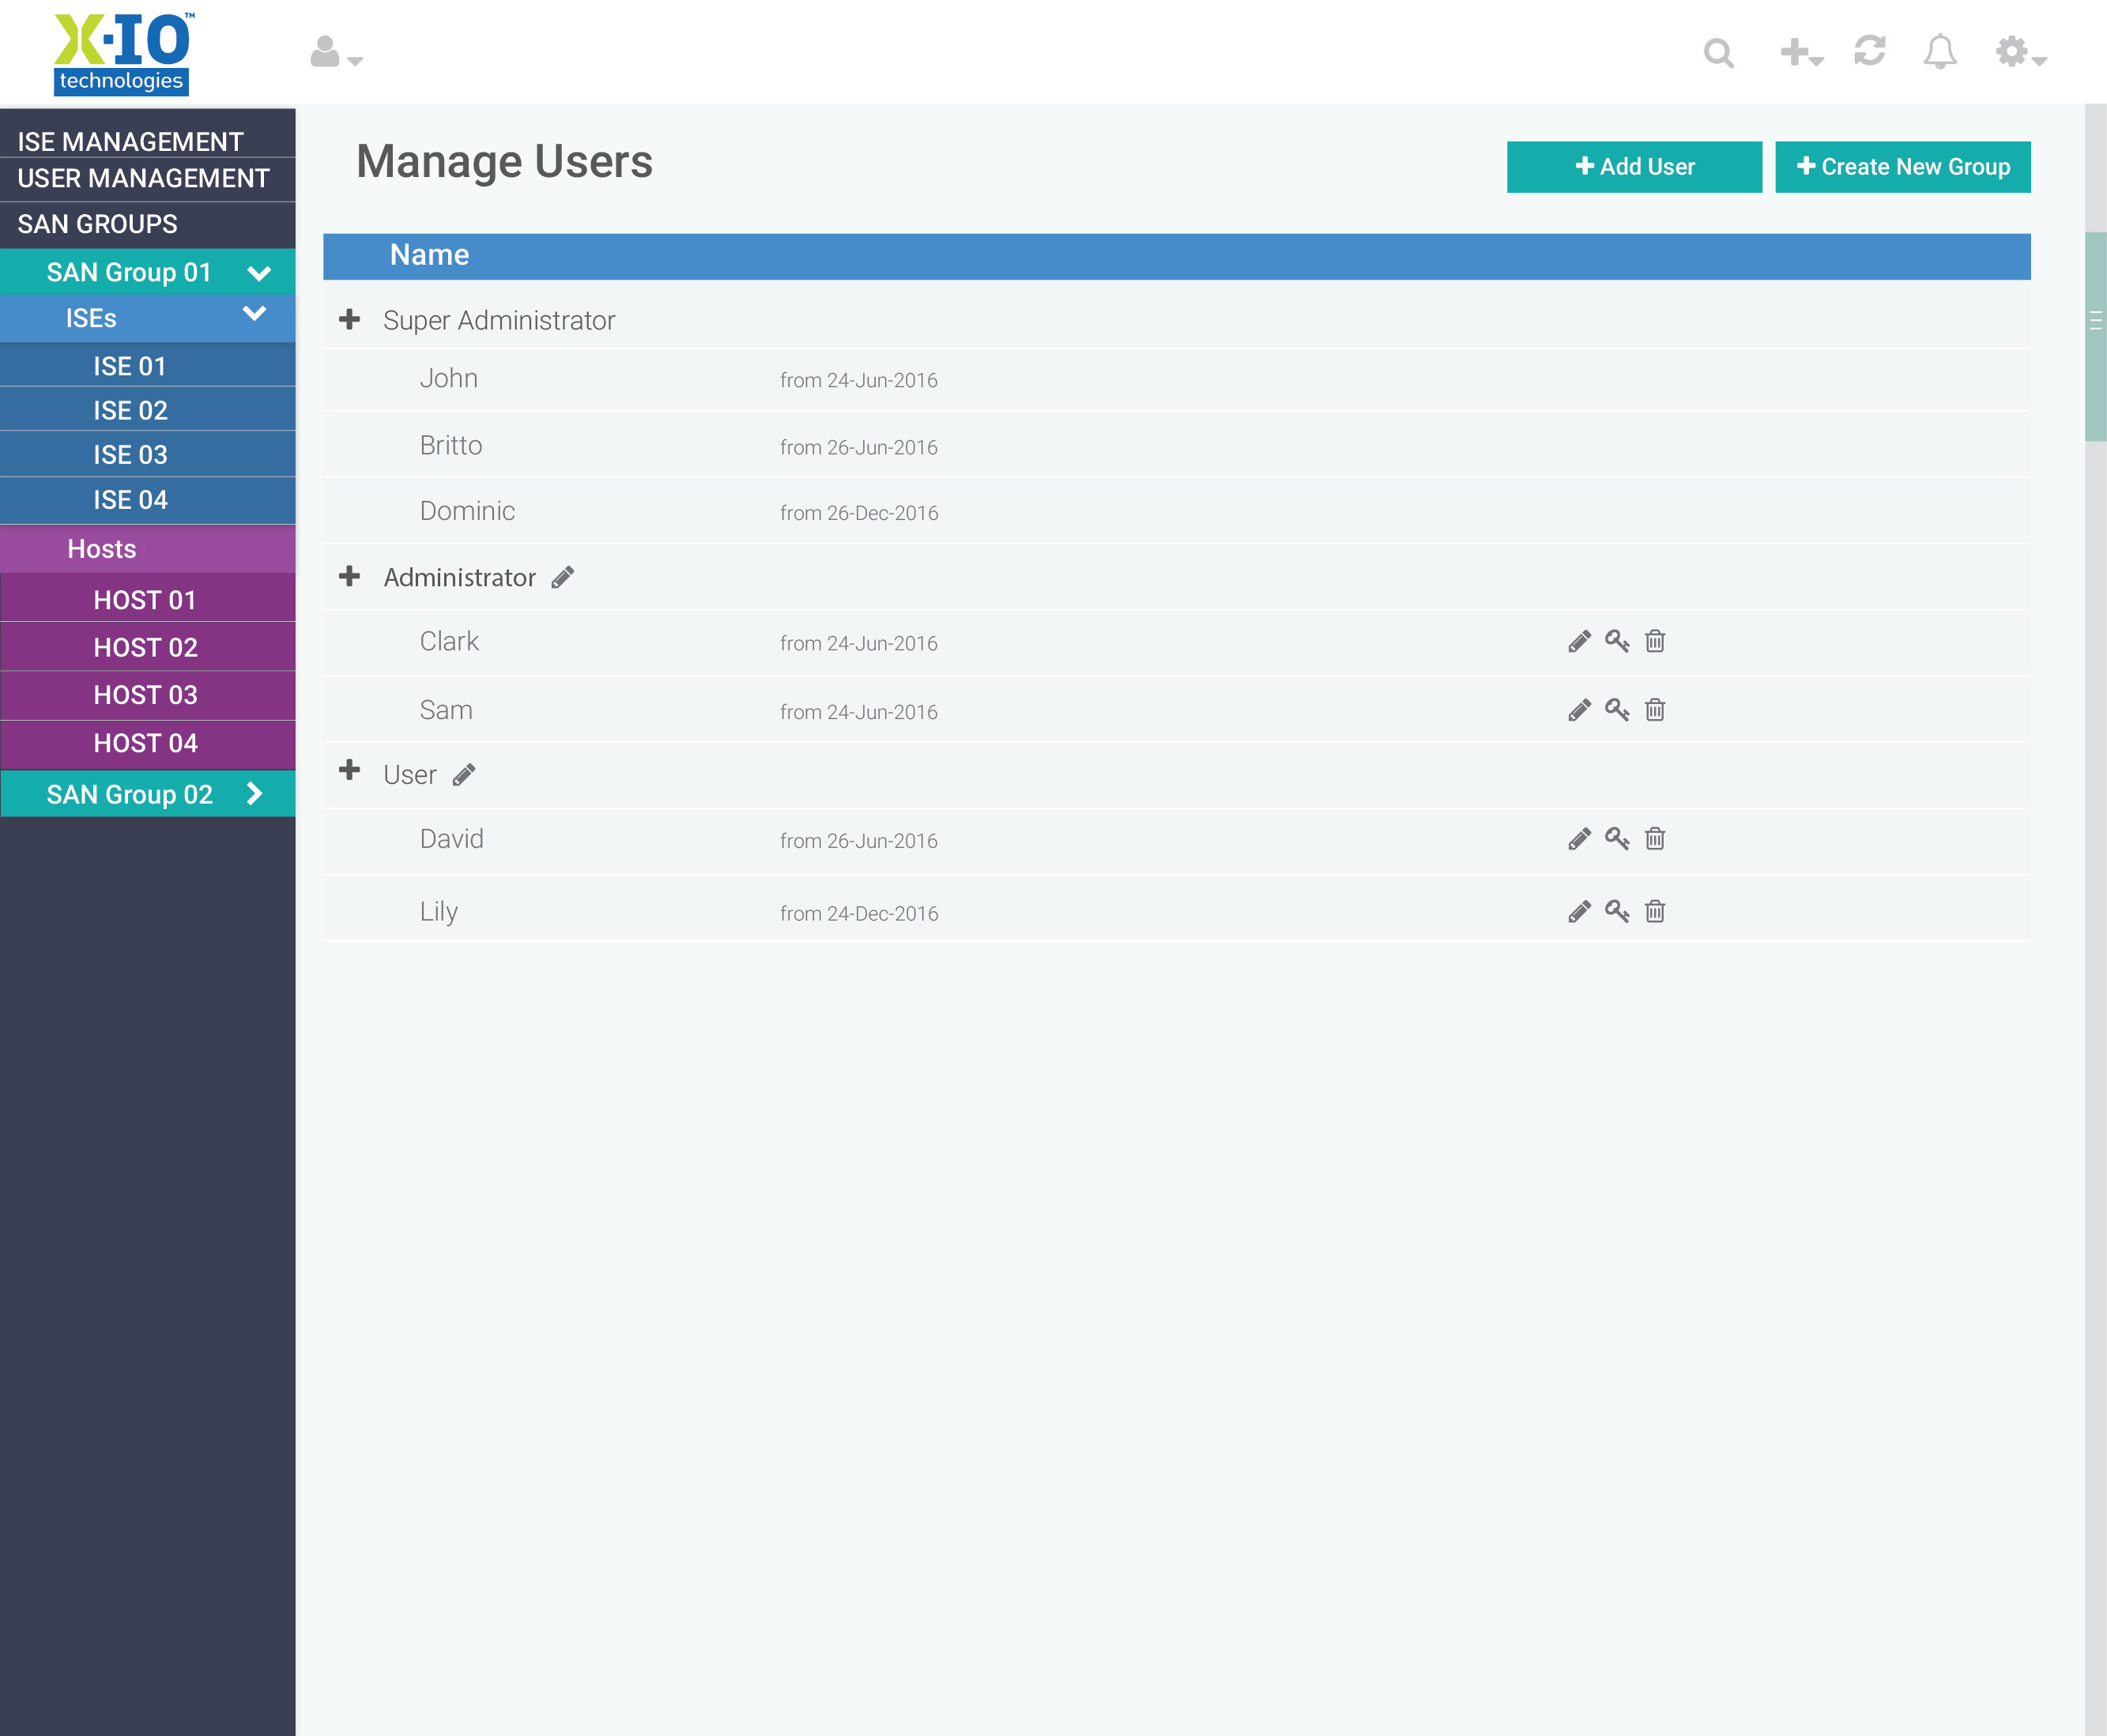 X-IO™
technologies
ISE MANAGEMENT
USER MANAGEMENT
SAN GROUPS
SAN Group 01
ISEs
ISE 01
ISE 02
ISE 03
ISE 04
Hosts
HOST 01
HOST 02
HOST 03
HOST 04
SAN Group 02
Manage Users
Add User
Create New Group
Name
Super Administrator
John from 24-Jun-2016
Britto from 26-Jun-2016
Dominic from 26-Dec-2016
Administrator
Clark from 24-Jun-2016
Sam from 24-Jun-2016
User
David from 26-Jun-2016
Lily from 24-Dec-2016